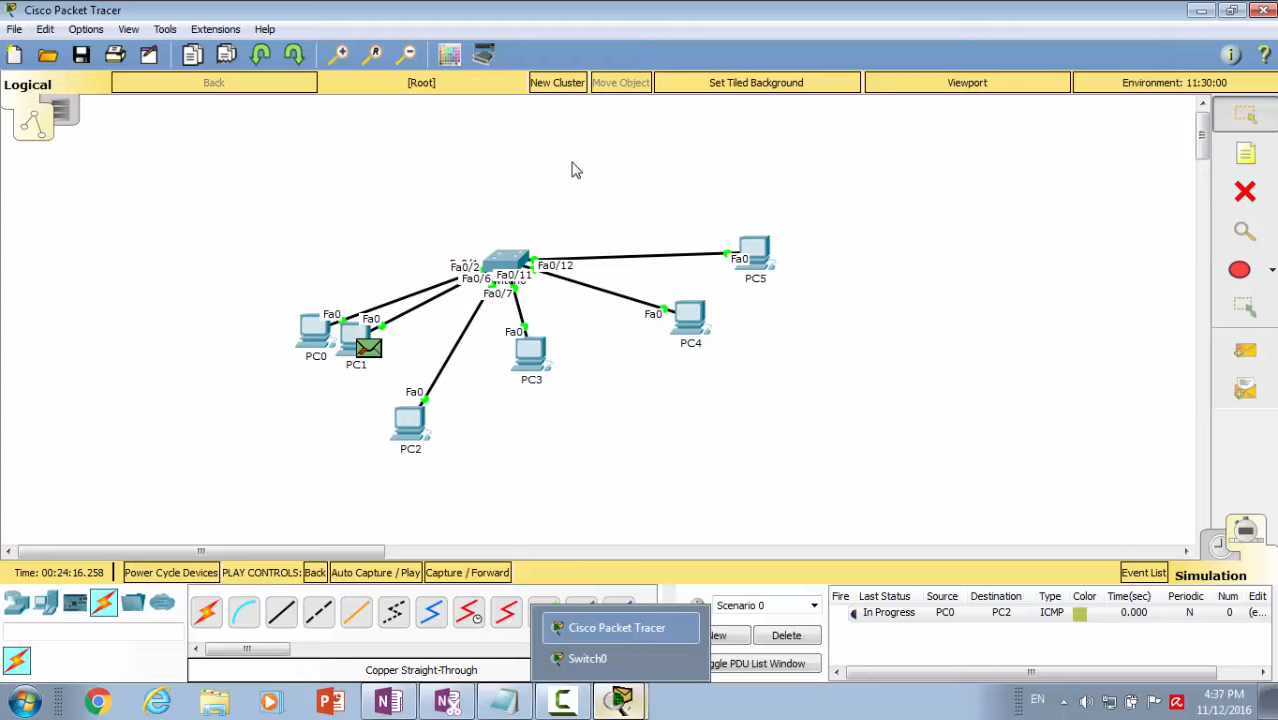 Cisco Packet Tracer
File Edit Options View Tools Extensions Help
Logical Back [Root] New Cluster Move Object Set Tiled Background Viewport Environment: 11:30:00
Fa0/12
Fa0/2
Fa0/11
Fa0/6
Fa0/7
Fa0
PC5
Fa0
Fa0
Fa0
Fa0
PC4
PC0
PC1
PC3
Fa0
PC2
Time: 00:24:16.258 Power Cycle Devices PLAY CONTROLS: Back Auto Capture / Play Capture / Forward Event List Simulation
Scenario 0
Fire Last Status Source Destination Type Color Time(sec) Periodic Num Edit
In Progress PC0 PC2 ICMP 0.000 N 0 (e...
Cisco Packet Tracer
Delete
Switch0
PDU List Window
Copper Straight-Through
EN
4:37 PM
11/12/2016